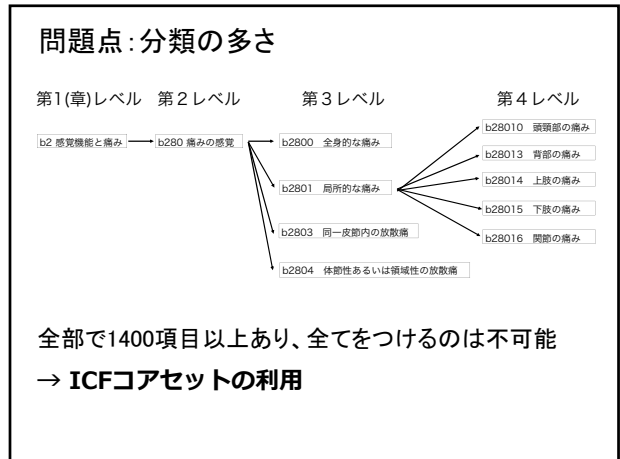 問題点：分類の多さ
第1(章)レベル 第２レベル 第３レベル 第４レベル
b2 感覚機能と痛み
b280 痛みの感覚
b2800 全身的な痛み
b2801 局所的な痛み
b2803 同一皮節内の放散痛
b2804 体節性あるいは領域性の放散痛
b28010 頭頸部の痛み
b28013 背部の痛み
b28014 上肢の痛み
b28015 下肢の痛み
b28016 関節の痛み
全部で1400項目以上あり、全てをつけるのは不可能
→ ICFコアセットの利用